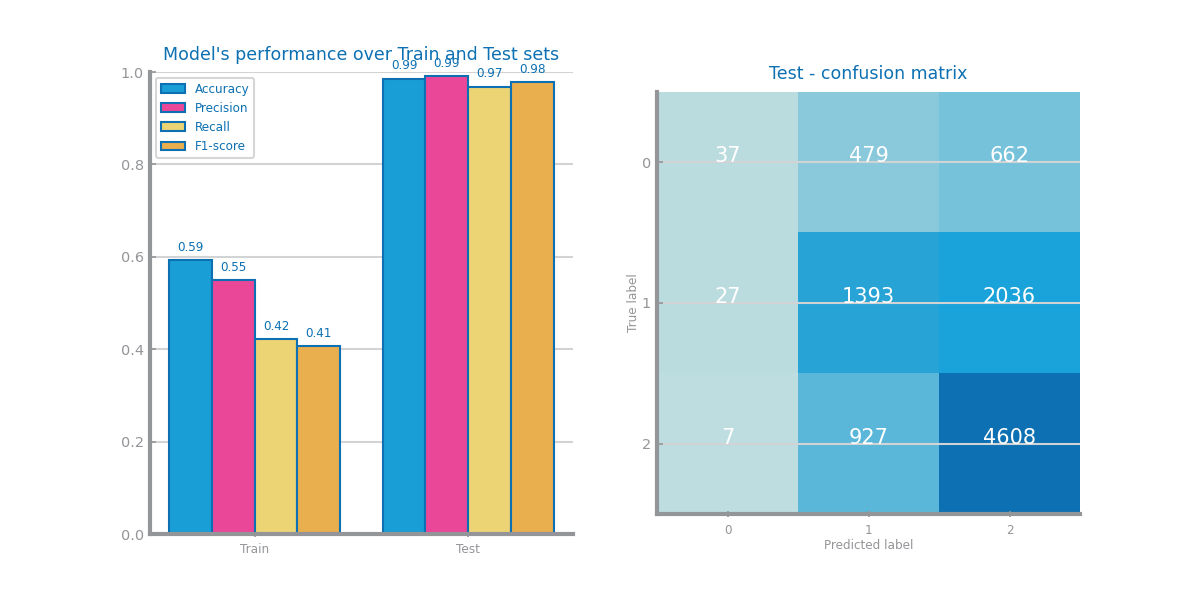 Model's performance over Train and Test sets
0.99 0.99 0.97 0.98
1.0
Accuracy
Precision
Recall
F1-score
0.8
0.6
0.59 0.55 0.42 0.41
0.4
0.2
0.0
Train Test
Test - confusion matrix
0 37 479 662
True label
1 27 1393 2036
2 7 927 4608
0 1 2
Predicted label